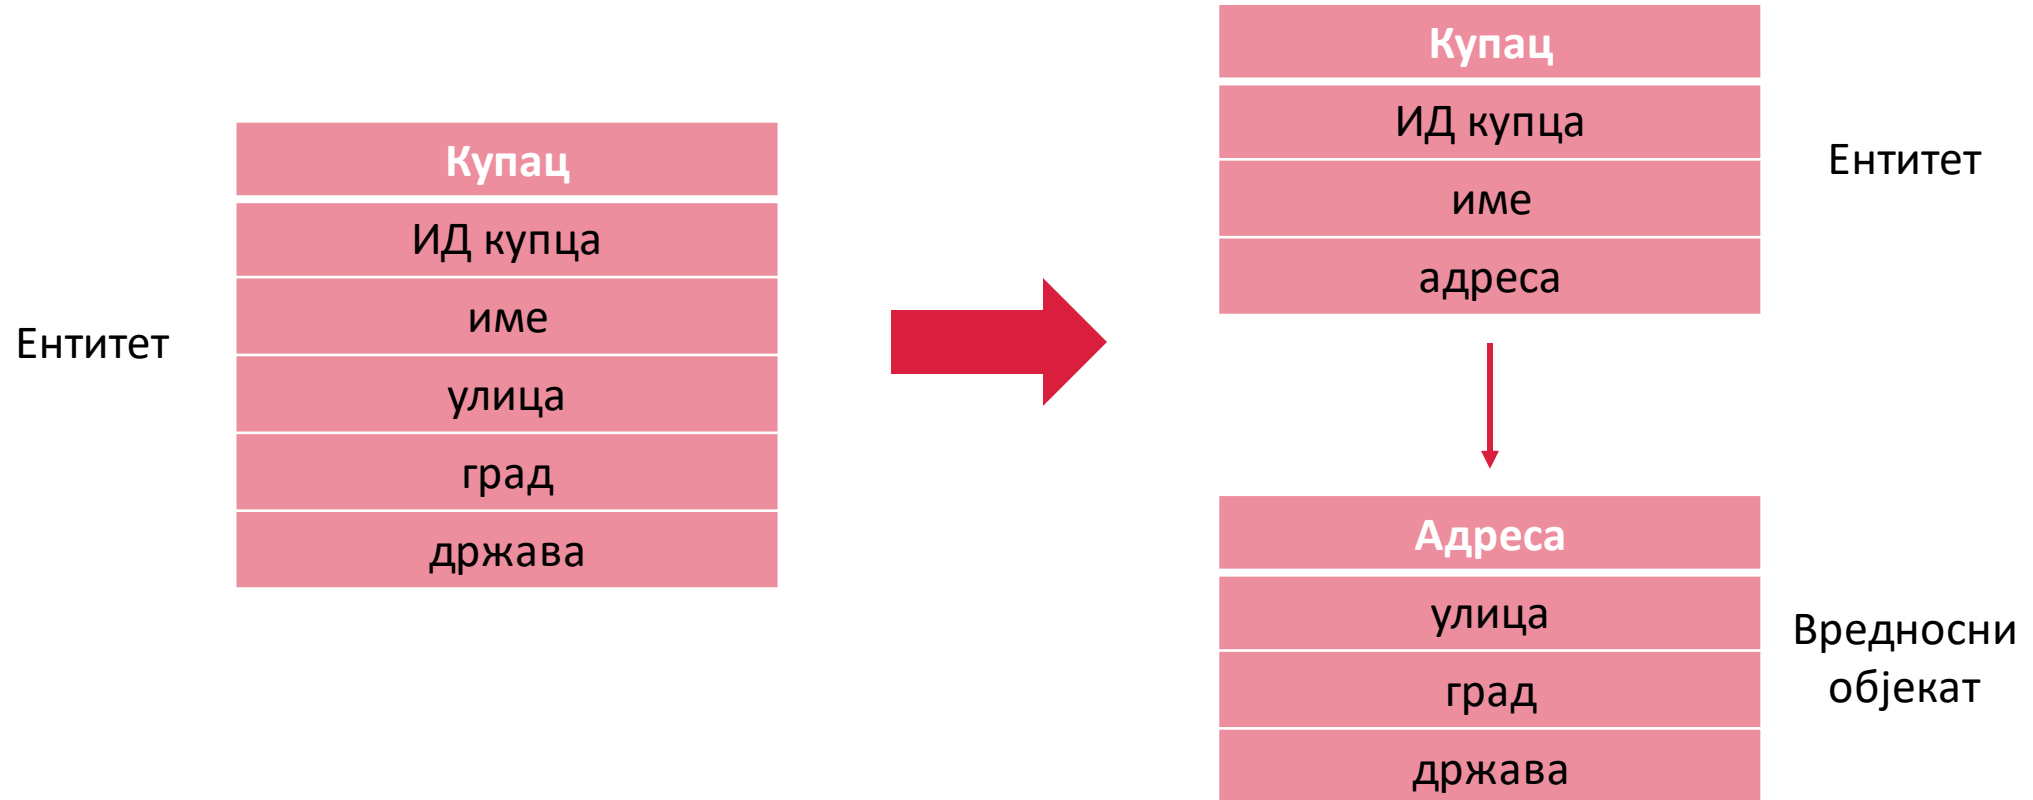 Ентитет
Купац
ИД купца
име
улица
град
држава
Купац
ИД купца
име
адреса
Ентитет
Адреса
улица
град
држава
Вредносни
објекат